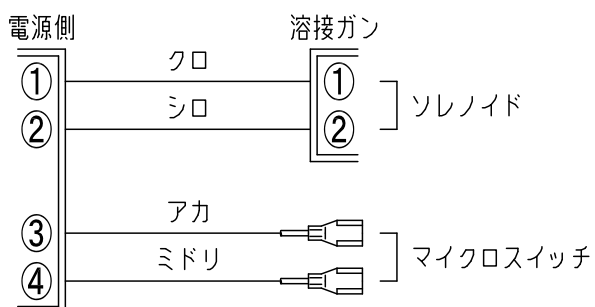 電源側 溶接ガン
① クロ ①
② シロ ② ソレノイド
③ アカ
④ ミドリ マイクロスイッチ